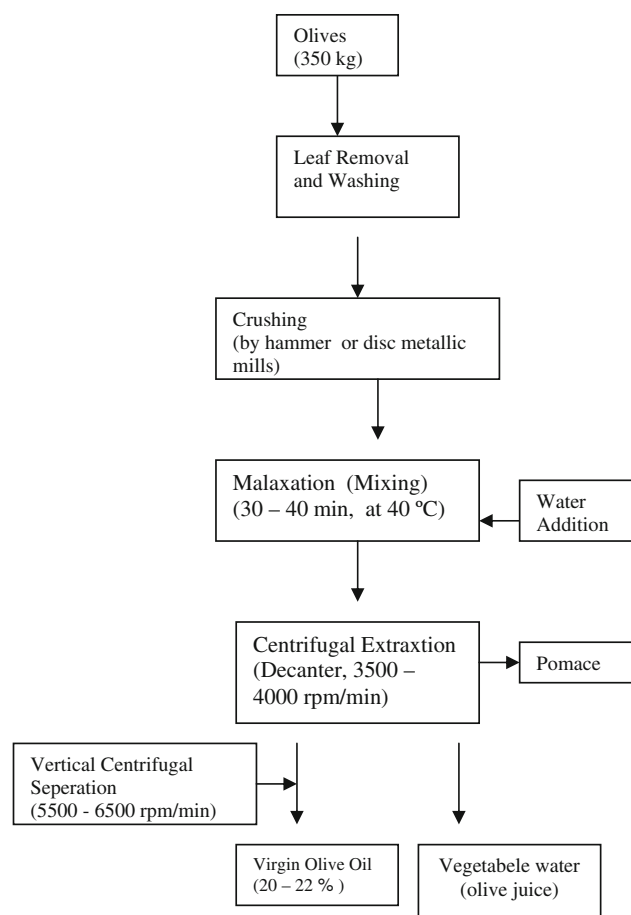 Olives
(350 kg)
Leaf Removal
and Washing
Crushing
(by hammer or disc metallic
mills)
Malaxation (Mixing)
(30 – 40 min, at 40 ºC)
Water
Addition
Centrifugal Extraxtion
(Decanter, 3500 –
4000 rpm/min)
Pomace
Vertical Centrifugal
Seperation
(5500 - 6500 rpm/min)
Virgin Olive Oil
(20 – 22 % )
Vegetabele water
(olive juice)